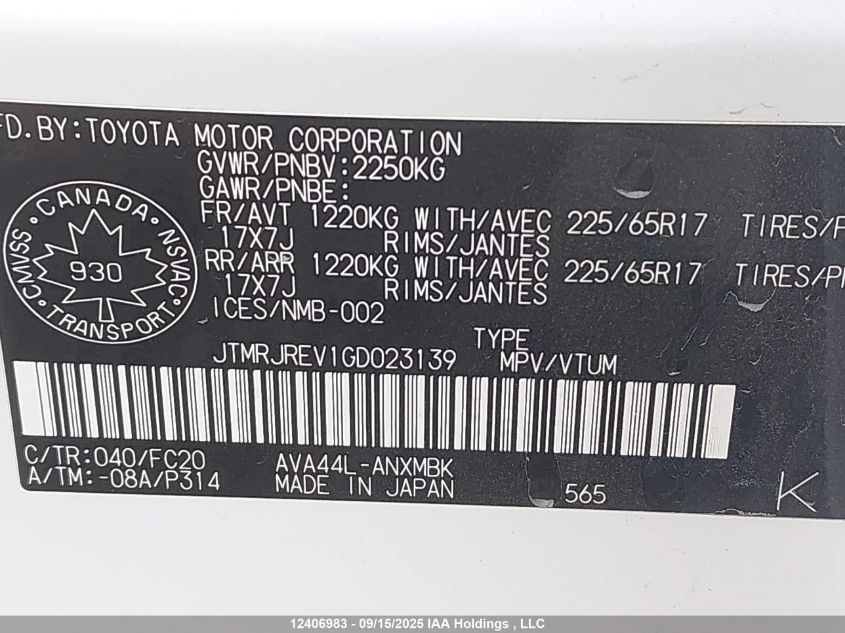 FD.BY:TOYOTA MOTOR CORPORATION
GVWR/PNBV:2250KG
GAWR/PNBE:
FR/AVT 1220KG WITH/AVEC 225/65R17 TIRES/P
17X7J RIMS/JANTES
RR/ARR 1220KG WITH/AVEC 225/65R17 TIRES/P
17X7J RIMS/JANTES
ICES/NMB-002
CANADA
CMVSS · NSVAC
930
TRANSPORT
TYPE
JTMRJREV1GD023139 MPV/VTUM
C/TR:040/FC20 AVA44L-ANXMBK
A/TM:-08A/P314 MADE IN JAPAN 565 K
12406983 - 09/15/2025 IAA Holdings , LLC